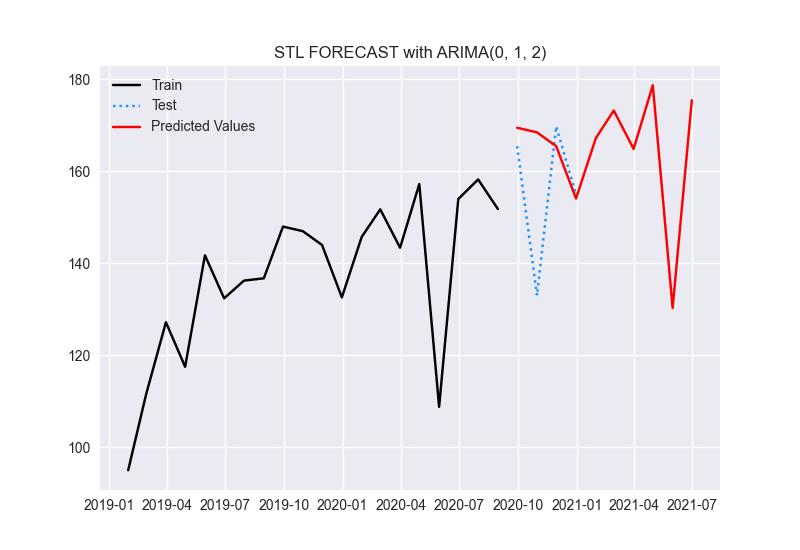 STL FORECAST with ARIMA(0, 1, 2)
Train
Test
Predicted Values
180
160
140
120
100
2019-01 2019-04 2019-07 2019-10 2020-01 2020-04 2020-07 2020-10 2021-01 2021-04 2021-07